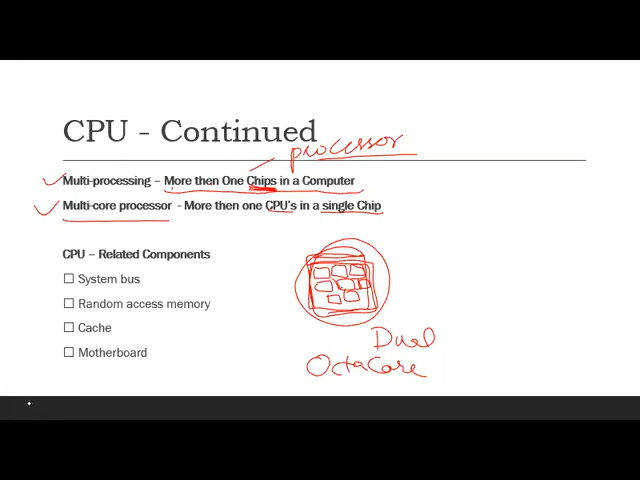 CPU - Continued
processor
Multi-processing – More then One Chips in a Computer
Multi-core processor - More then one CPU's in a single Chip
CPU – Related Components
System bus
Random access memory
Cache
Motherboard
Dual
OctaCore